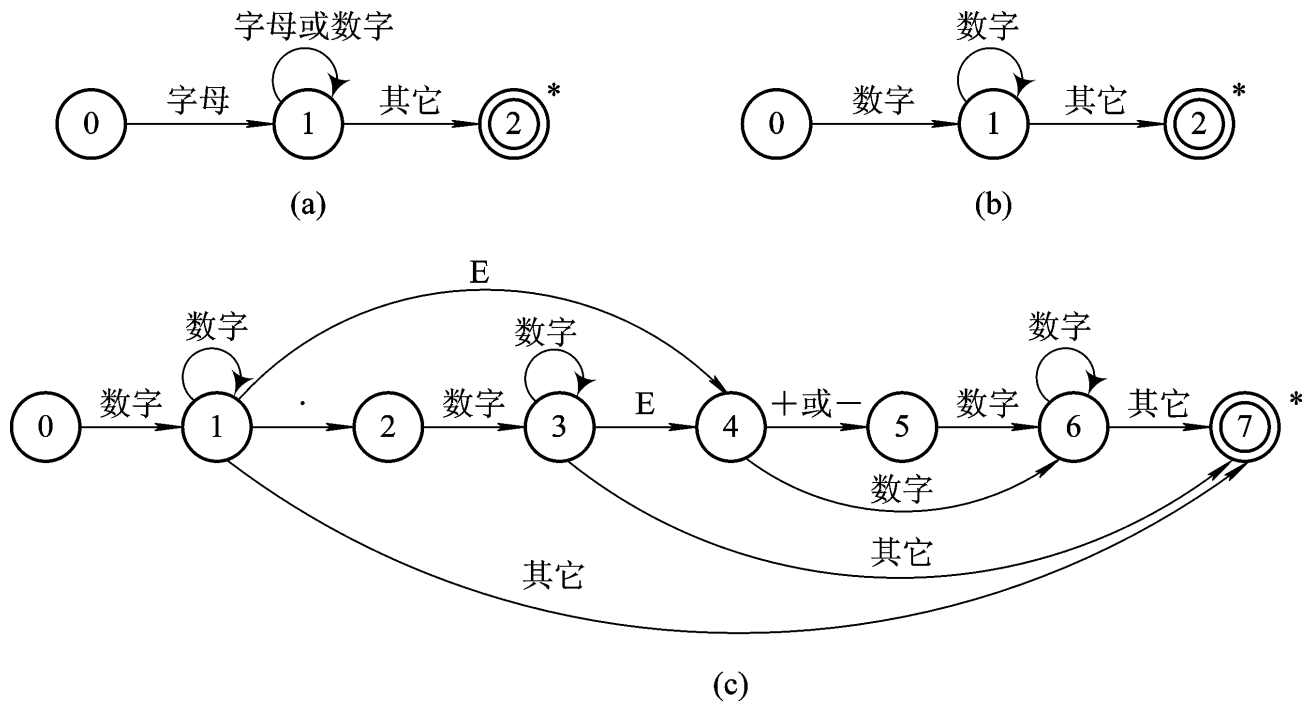 字母或数字
0 字母 1 其它 2 *
(a)
数字
0 数字 1 其它 2 *
(b)
E
数字 数字 数字
0 数字 1 · 2 数字 3 E 4 +或- 5 数字 6 其它 7 *
数字
其它
其它
(c)